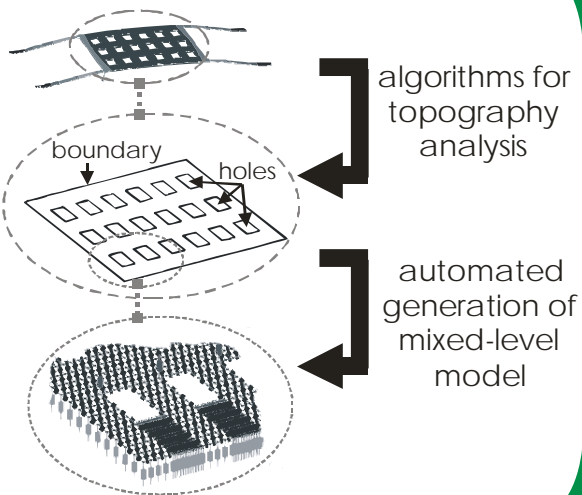 algorithms for
topography
analysis
boundary
holes
automated
generation of
mixed-level
model